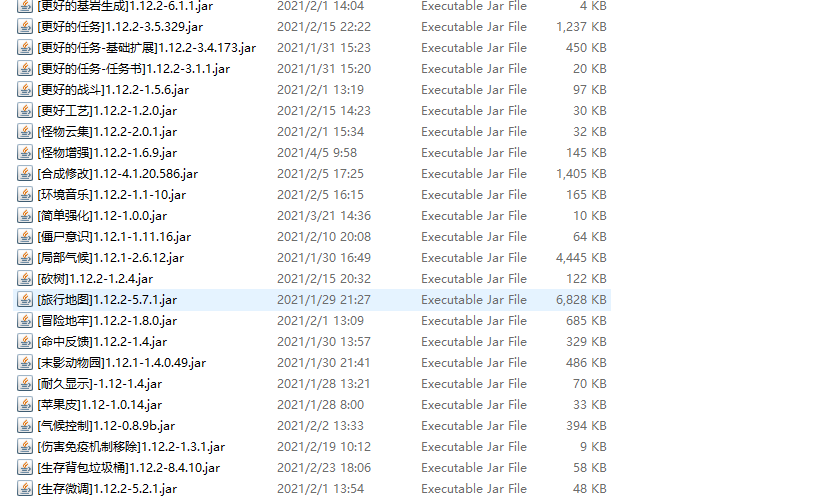 [更好的基岩生成]1.12.2-6.1.1.jar 2021/2/1 14:04 Executable Jar File 4 KB
[更好的任务]1.12.2-3.5.329.jar 2021/2/15 22:22 Executable Jar File 1,237 KB
[更好的任务-基础扩展]1.12.2-3.4.173.jar 2021/1/31 15:23 Executable Jar File 450 KB
[更好的任务-任务书]1.12.2-3.1.1.jar 2021/1/31 15:20 Executable Jar File 20 KB
[更好的战斗]1.12.2-1.5.6.jar 2021/2/1 13:19 Executable Jar File 97 KB
[更好工艺]1.12.2-1.2.0.jar 2021/2/15 14:23 Executable Jar File 30 KB
[怪物云集]1.12.2-2.0.1.jar 2021/2/1 15:34 Executable Jar File 32 KB
[怪物增强]1.12.2-1.6.9.jar 2021/4/5 9:58 Executable Jar File 145 KB
[合成修改]1.12-4.1.20.586.jar 2021/2/5 17:25 Executable Jar File 1,405 KB
[环境音乐]1.12.2-1.1-10.jar 2021/2/5 16:15 Executable Jar File 165 KB
[简单强化]1.12-1.0.0.jar 2021/3/21 14:36 Executable Jar File 10 KB
[僵尸意识]1.12.1-1.11.16.jar 2021/2/10 20:08 Executable Jar File 64 KB
[局部气候]1.12.1-2.6.12.jar 2021/1/30 16:49 Executable Jar File 4,445 KB
[砍树]1.12.2-1.2.4.jar 2021/2/15 20:32 Executable Jar File 122 KB
[旅行地图]1.12.2-5.7.1.jar 2021/1/29 21:27 Executable Jar File 6,828 KB
[冒险地牢]1.12.2-1.8.0.jar 2021/2/1 13:09 Executable Jar File 685 KB
[命中反馈]1.12.2-1.4.jar 2021/1/30 13:57 Executable Jar File 329 KB
[末影动物园]1.12.1-1.4.0.49.jar 2021/1/30 21:41 Executable Jar File 486 KB
[耐久显示]-1.12-1.4.jar 2021/1/28 13:21 Executable Jar File 70 KB
[苹果皮]1.12-1.0.14.jar 2021/1/28 8:00 Executable Jar File 33 KB
[气候控制]1.12-0.8.9b.jar 2021/2/2 13:33 Executable Jar File 394 KB
[伤害免疫机制移除]1.12.2-1.3.1.jar 2021/2/19 10:12 Executable Jar File 9 KB
[生存背包垃圾桶]1.12.2-8.4.10.jar 2021/2/23 18:06 Executable Jar File 58 KB
[生存微调]1.12.2-5.2.1.jar 2021/2/1 13:54 Executable Jar File 48 KB